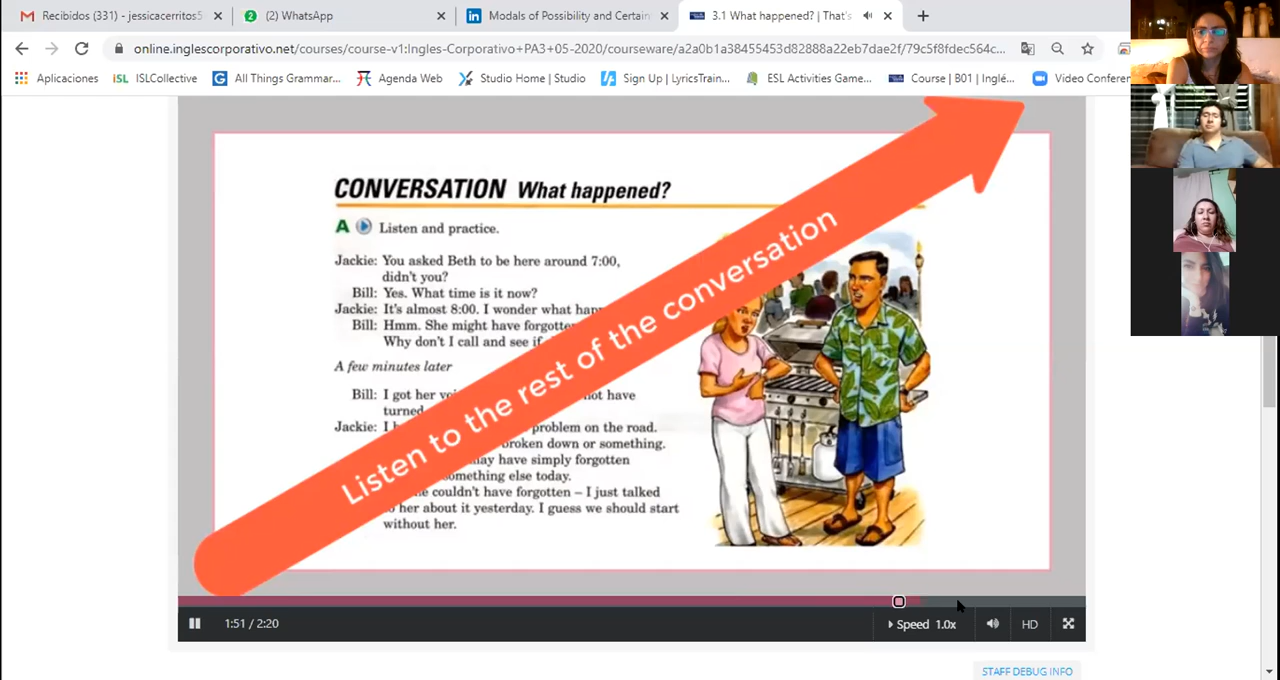 Recibidos (331) - jessicacerritos5
(2) WhatsApp
Modals of Possibility and Certain
3.1 What happened? | That's
online.inglescorporativo.net/courses/course-v1:Ingles-Corporativo+PA3+05-2020/courseware/a2a0b1a38455453d82888a22eb7dae2f/79c5f8fdec564c...
Aplicaciones
iSL ISLCollective
All Things Grammar...
Agenda Web
Studio Home | Studio
Sign Up | LyricsTrain...
ESL Activities Game...
Course | B01 | Inglé...
Video Conferen
CONVERSATION What happened?
A Listen and practice.
Jackie: You asked Beth to be here around 7:00,
didn't you?
Bill: Yes. What time is it now?
Jackie: It's almost 8:00. I wonder what
Bill: Hmm. She might have
Why don't I call and see
A few minutes later
Bill: I got her have
turned
Jackie: I problem on the road.
broken down or something.
may have simply forgotten
something else today.
couldn't have forgotten – I just talked
her about it yesterday. I guess we should start
without her.
Listen to the rest of the conversation
1:51 / 2:20
Speed 1.0x
HD
STAFF DEBUG INFO